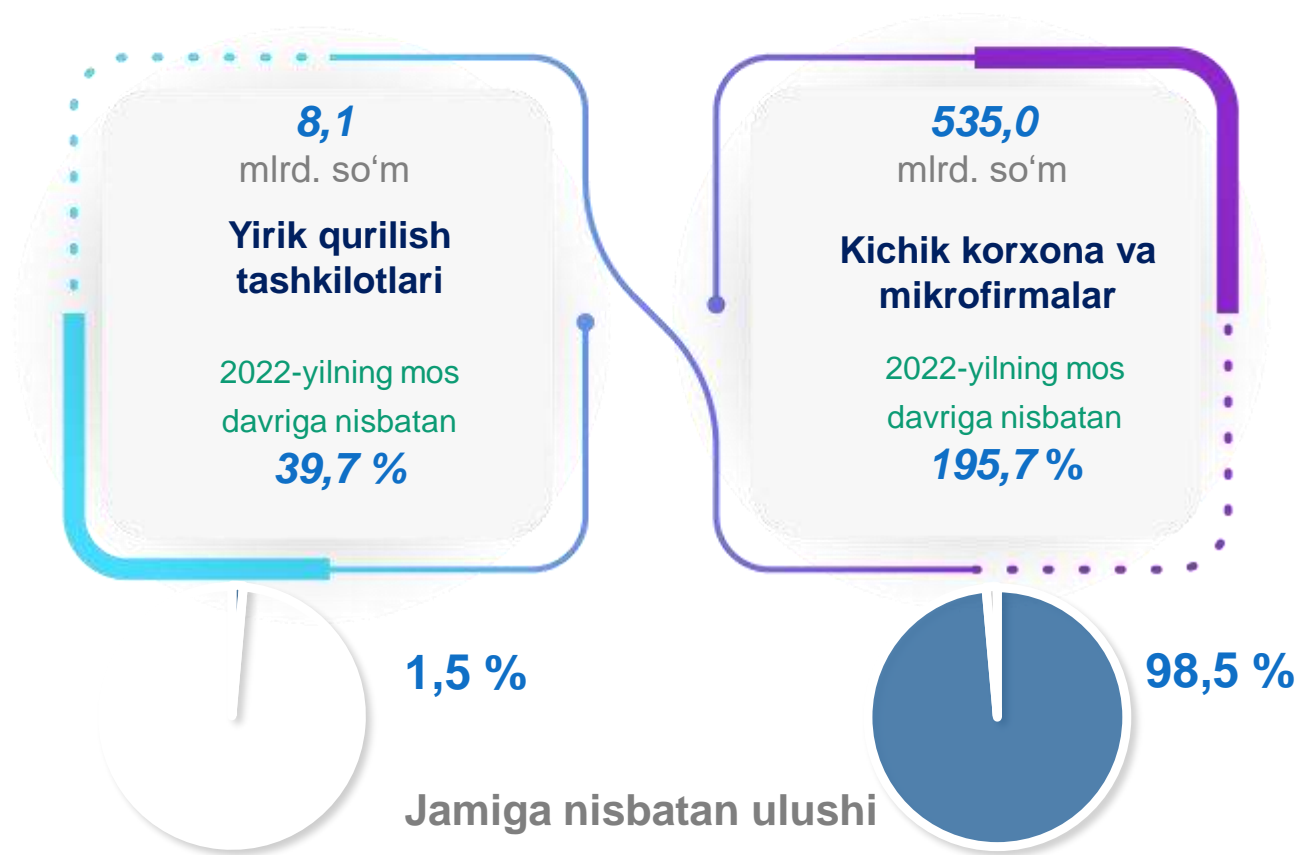 8,1
mlrd. so‘m
Yirik qurilish
tashkilotlari
2022-yilning mos
davriga nisbatan
39,7 %
535,0
mlrd. so‘m
Kichik korxona va
mikrofirmalar
2022-yilning mos
davriga nisbatan
195,7 %
1,5 %
98,5 %
Jamiga nisbatan ulushi